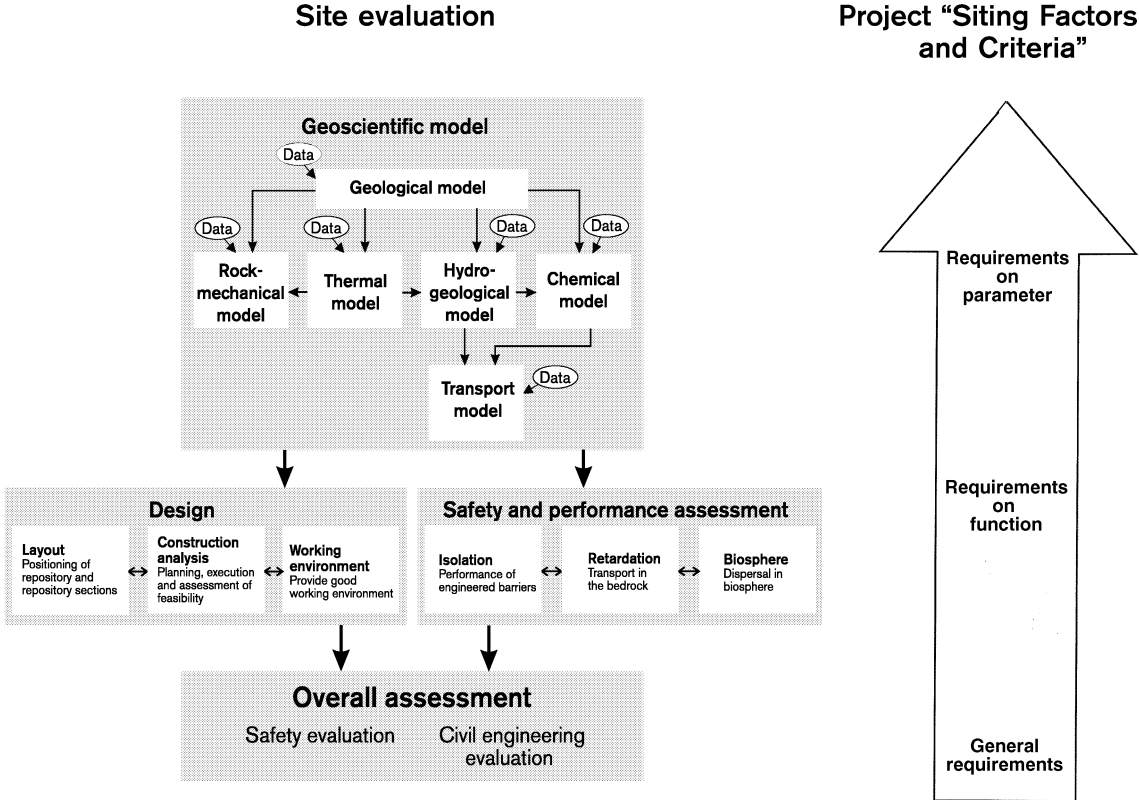 Site evaluation
Project “Siting Factors
and Criteria”
Geoscientific model
Data
Geological model
Data
Data
Data
Data
Rock-
mechanical
model
Thermal
model
Hydro-
geological
model
Chemical
model
Transport
model
Data
Design
Layout
Positioning of
repository and
repository sections
Construction
analysis
Planning, execution
and assessment of
feasibility
Working
environment
Provide good
working environment
Safety and performance assessment
Isolation
Performance of
engineered barriers
Retardation
Transport in
the bedrock
Biosphere
Dispersal in
biosphere
Overall assessment
Safety evaluation
Civil engineering
evaluation
Requirements
on
parameter
Requirements
on
function
General
requirements